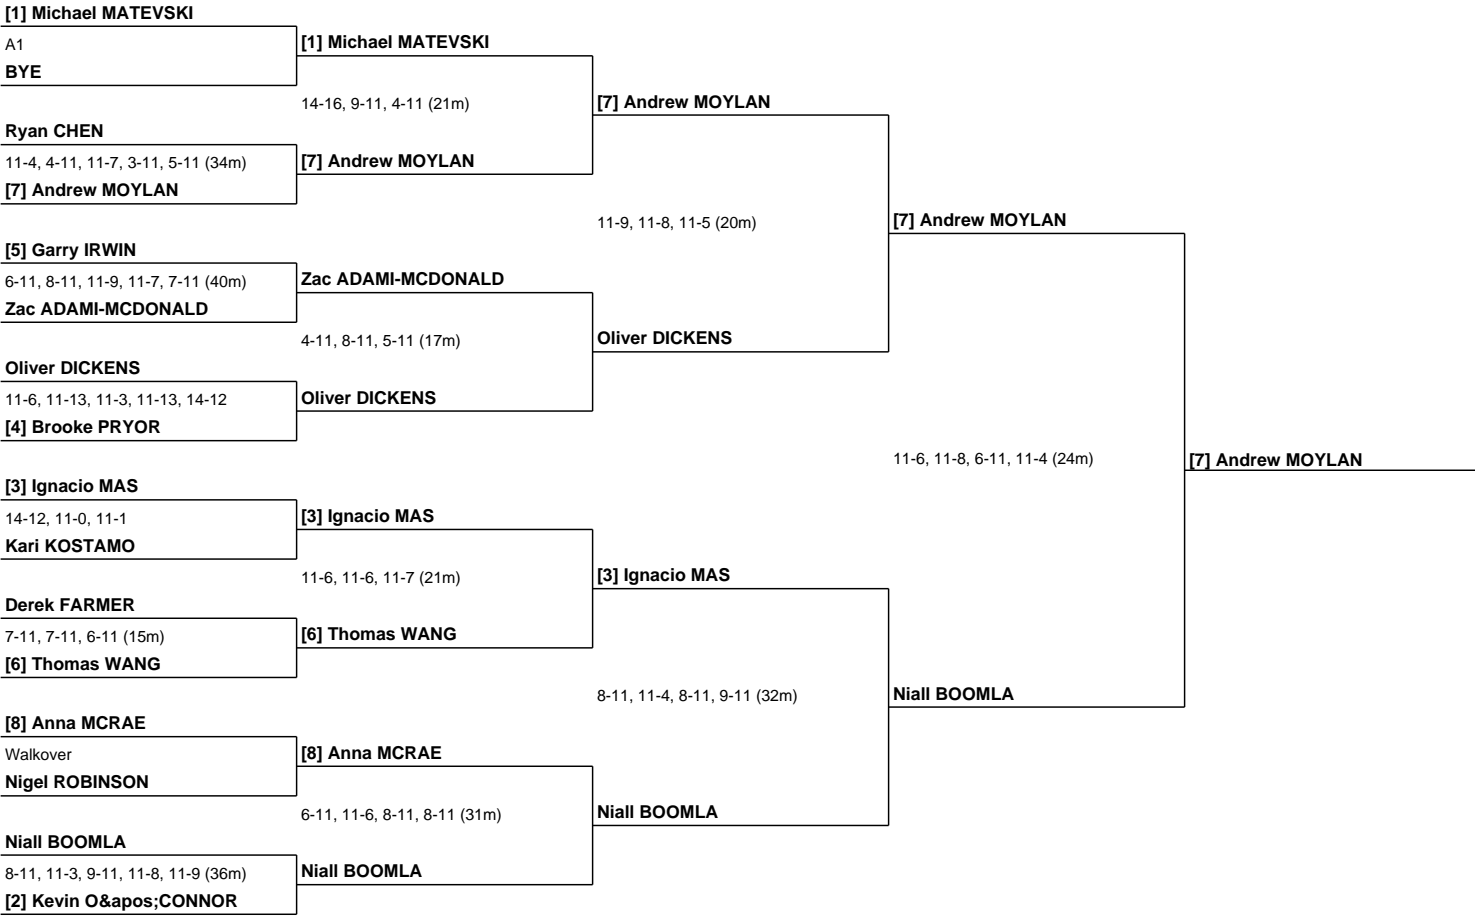 [1] Michael MATEVSKI
A1
BYE
Ryan CHEN
11-4, 4-11, 11-7, 3-11, 5-11 (34m)
[7] Andrew MOYLAN
[5] Garry IRWIN
6-11, 8-11, 11-9, 11-7, 7-11 (40m)
Zac ADAMI-MCDONALD
Oliver DICKENS
11-6, 11-13, 11-3, 11-13, 14-12
[4] Brooke PRYOR
[3] Ignacio MAS
14-12, 11-0, 11-1
Kari KOSTAMO
Derek FARMER
7-11, 7-11, 6-11 (15m)
[6] Thomas WANG
[8] Anna MCRAE
Walkover
Nigel ROBINSON
Niall BOOMLA
8-11, 11-3, 9-11, 11-8, 11-9 (36m)
[2] Kevin O&apos;CONNOR
[1] Michael MATEVSKI
14-16, 9-11, 4-11 (21m)
[7] Andrew MOYLAN
Zac ADAMI-MCDONALD
4-11, 8-11, 5-11 (17m)
Oliver DICKENS
[3] Ignacio MAS
11-6, 11-6, 11-7 (21m)
[6] Thomas WANG
[8] Anna MCRAE
6-11, 11-6, 8-11, 8-11 (31m)
Niall BOOMLA
[7] Andrew MOYLAN
11-9, 11-8, 11-5 (20m)
Oliver DICKENS
[3] Ignacio MAS
8-11, 11-4, 8-11, 9-11 (32m)
Niall BOOMLA
[7] Andrew MOYLAN
11-6, 11-8, 6-11, 11-4 (24m)
Niall BOOMLA
[7] Andrew MOYLAN